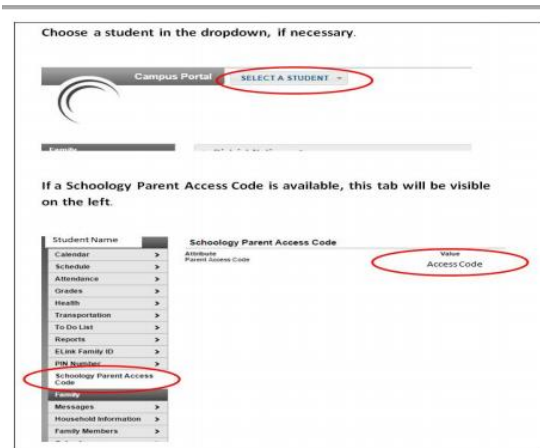 Choose a student in the dropdown, if necessary.
Campus Portal SELECT A STUDENT
Family
If a Schoology Parent Access Code is available, this tab will be visible
on the left.
Student Name
Schoology Parent Access Code
Calendar >
Attribute Value
Parent Access Code Access Code
Schedule >
Attendance >
Grades >
Health >
Transportation >
To Do List >
Reports >
ELink Family ID >
PIN Number >
Schoology Parent Access
Code
Family
Messages >
Household Information >
Family Members >